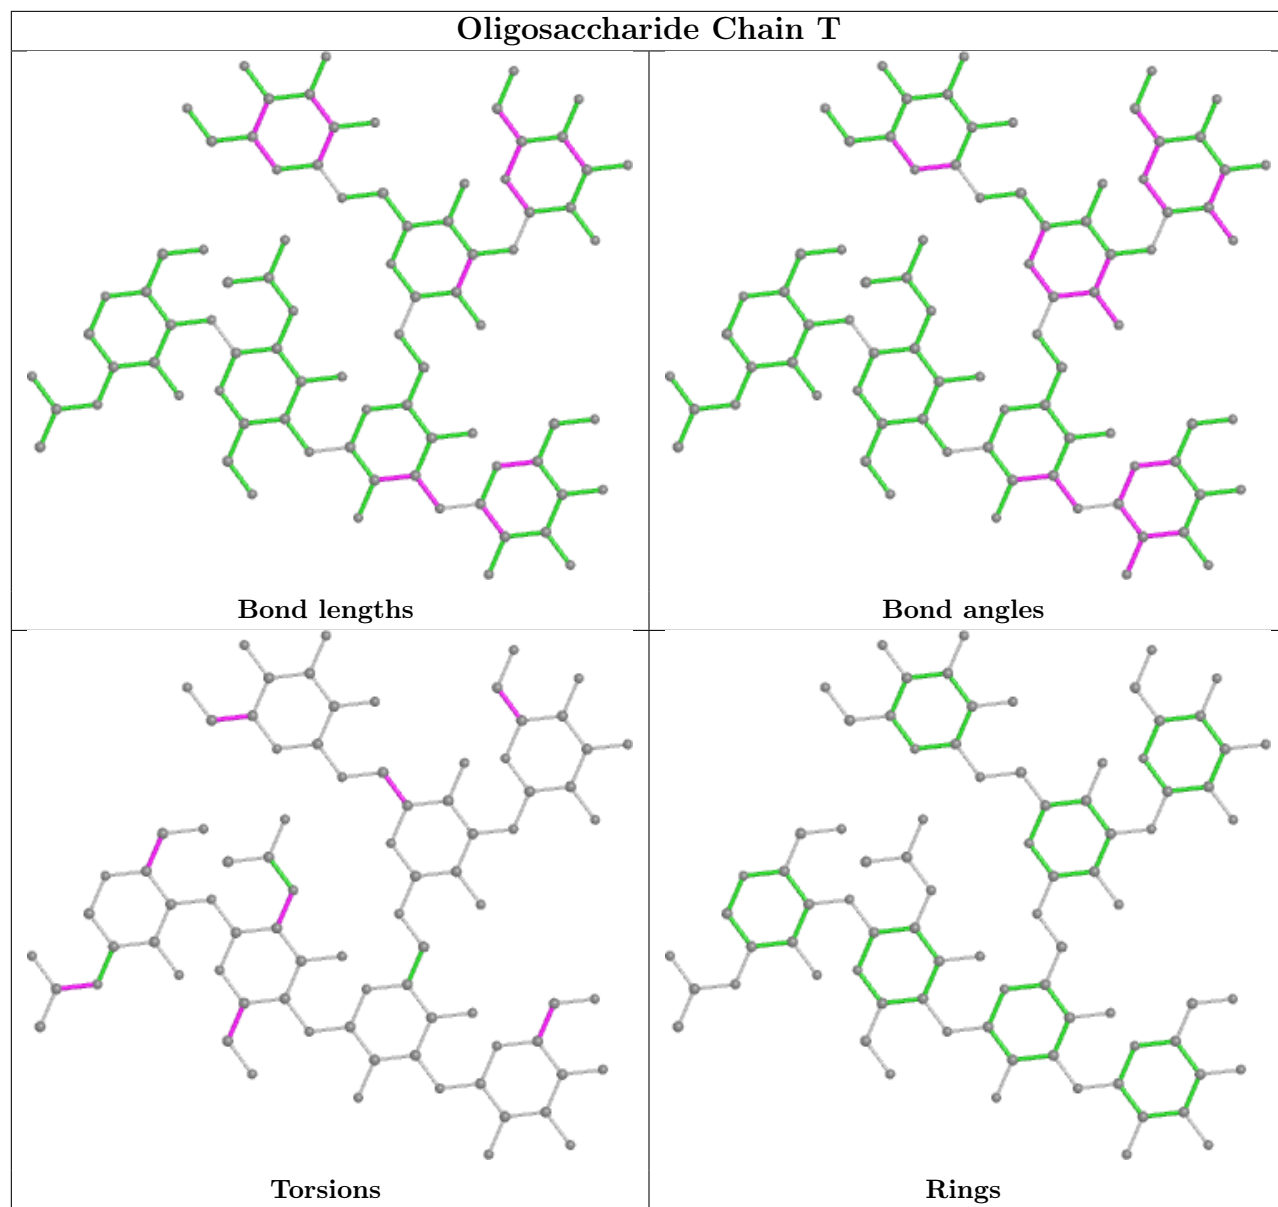 Oligosaccharide Chain T
Bond lengths
Bond angles
Torsions
Rings